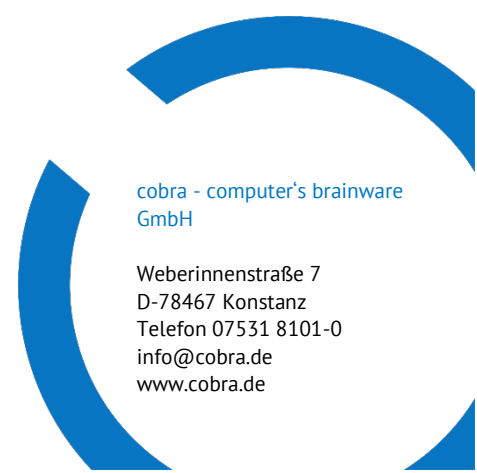 cobra - computer‘s brainware
GmbH
Weberinnenstraße 7
D-78467 Konstanz
Telefon 07531 8101-0
info@cobra.de
www.cobra.de